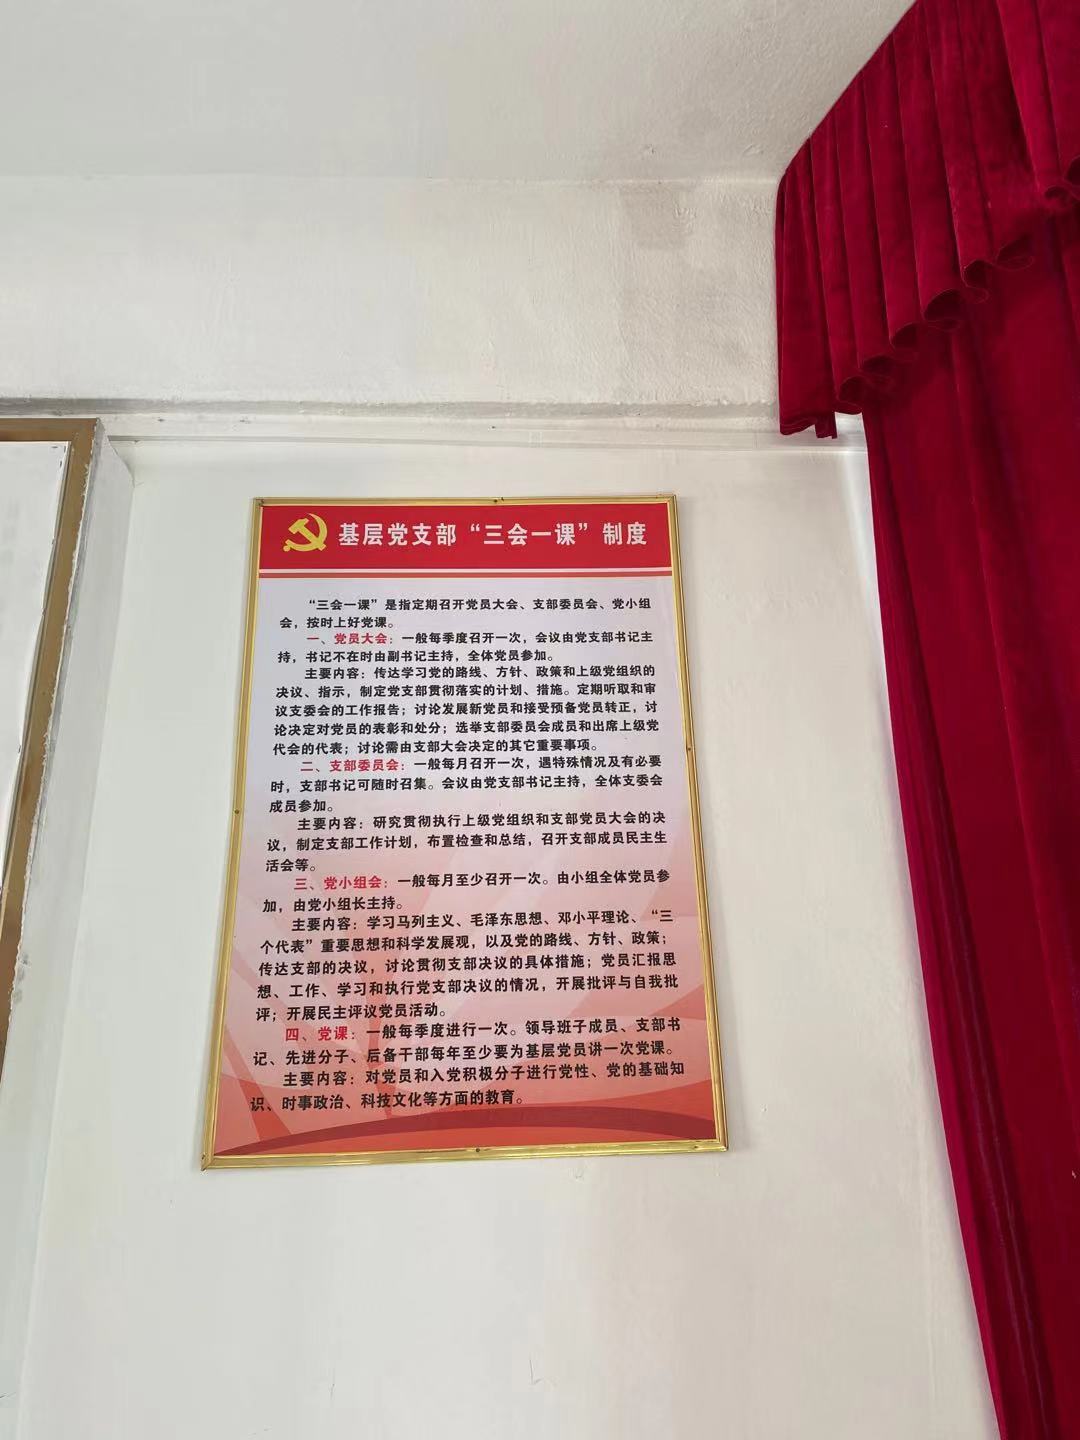 基层党支部“三会一课”制度
“三会一课”是指定期召开党员大会、支部委员会、党小组
会，按时上好党课。
一、党员大会：一般每季度召开一次，会议由党支部书记主
持，书记不在时由副书记主持，全体党员参加。
主要内容：传达学习党的路线、方针、政策和上级党组织的
决议、指示，制定党支部贯彻落实的计划、措施。定期听取和审
议支委会的工作报告；讨论发展新党员和接受预备党员转正，讨
论决定对党员的表彰和处分；选举支部委员会成员和出席上级党
代会的代表；讨论需由支部大会决定的其它重要事项。
二、支部委员会：一般每月召开一次，遇特殊情况及有必要
时，支部书记可随时召集。会议由党支部书记主持，全体支委会
成员参加。
主要内容：研究贯彻执行上级党组织和支部党员大会的决
议，制定支部工作计划，布置检查和总结，召开支部成员民主生
活会等。
三、党小组会：一般每月至少召开一次。由小组全体党员参
加，由党小组长主持。
主要内容：学习马列主义、毛泽东思想、邓小平理论、“三
个代表”重要思想和科学发展观，以及党的路线、方针、政策；
传达支部的决议，讨论贯彻支部决议的具体措施；党员汇报思
想、工作、学习和执行党支部决议的情况，开展批评与自我批
评；开展民主评议党员活动。
四、党课：一般每季度进行一次。领导班子成员、支部书
记、先进分子、后备干部每年至少要为基层党员讲一次党课。
主要内容：对党员和入党积极分子进行党性、党的基础知
识、时事政治、科技文化等方面的教育。